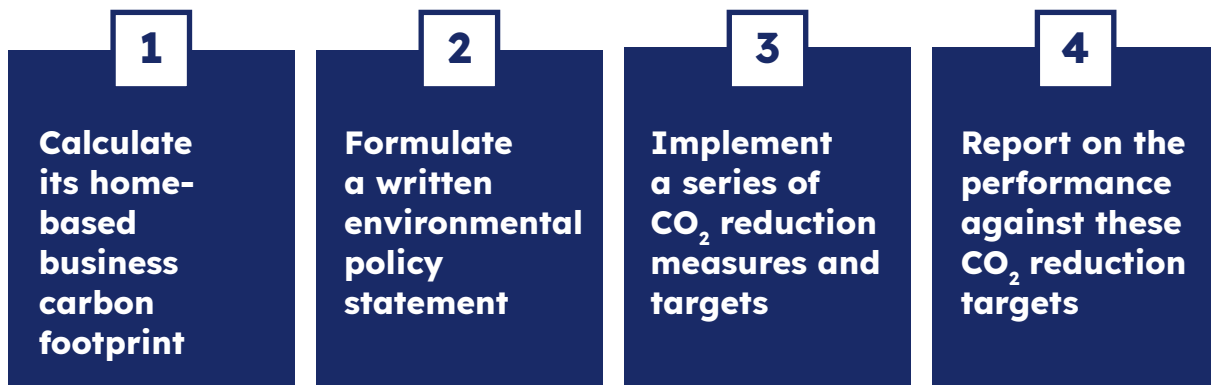 1
Calculate
its home-
based
business
carbon
footprint
2
Formulate
a written
environmental
policy
statement
3
Implement
a series of
CO₂ reduction
measures and
targets
4
Report on the
performance
against these
CO₂ reduction
targets